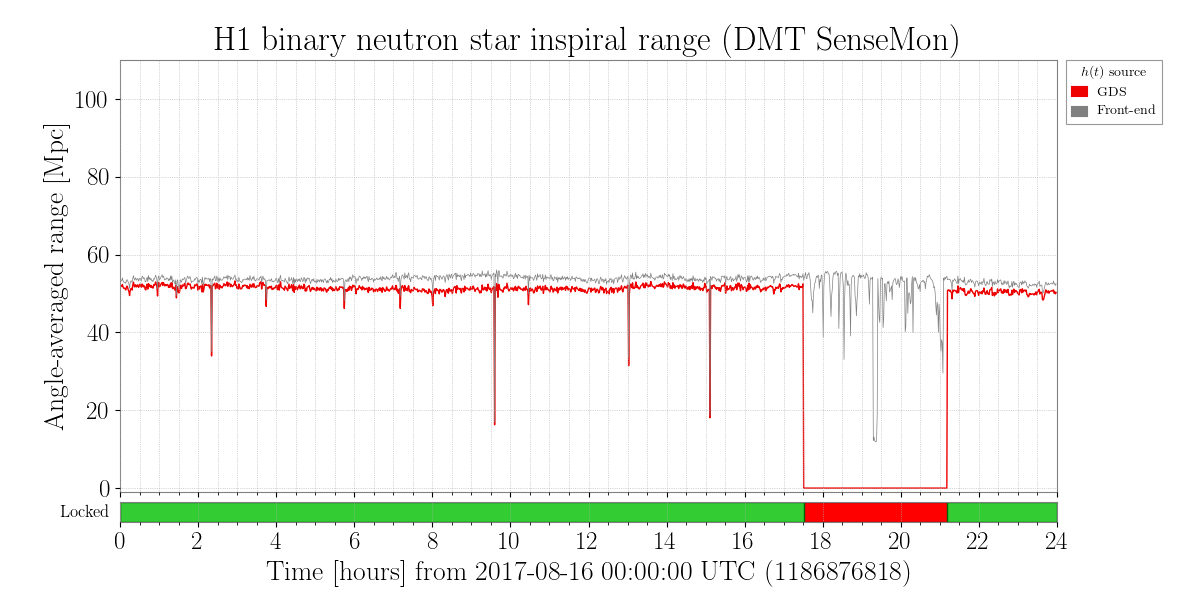 H1 binary neutron star inspiral range (DMT SenseMon)
h(t) source
GDS
Front-end
Angle-averaged range [Mpc]
100
80
60
40
20
0
Locked
0 2 4 6 8 10 12 14 16 18 20 22 24
Time [hours] from 2017-08-16 00:00:00 UTC (1186876818)